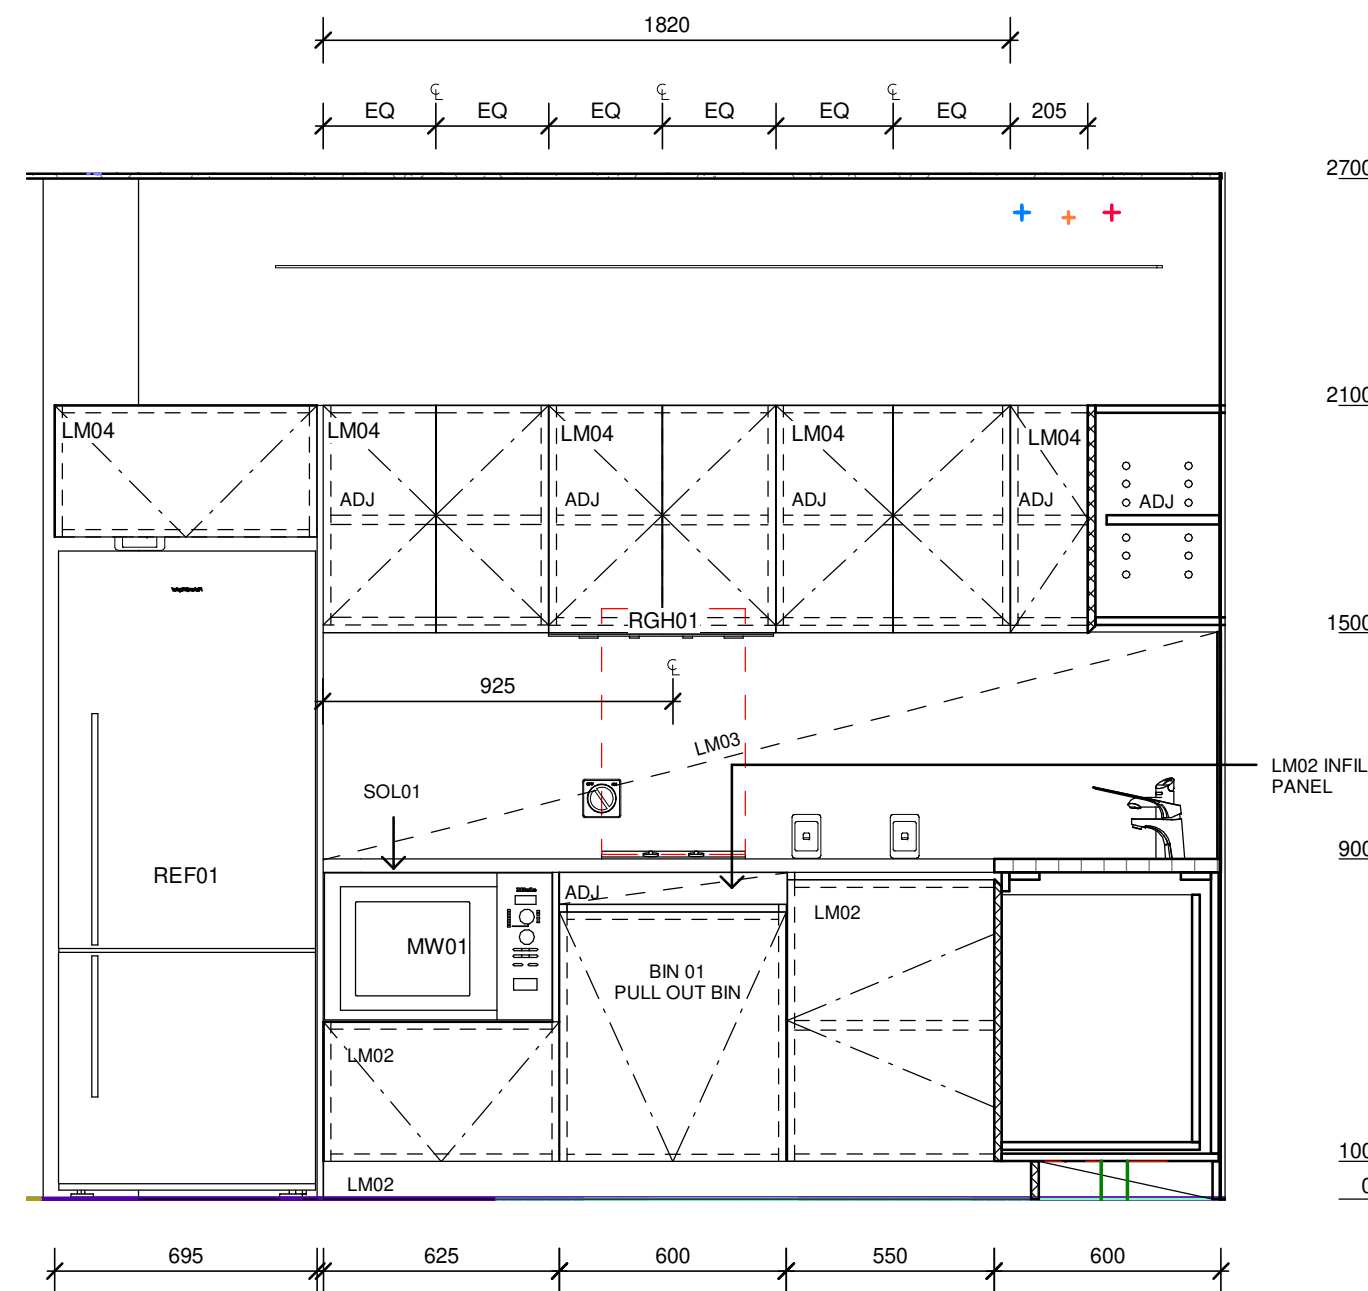 1820
EQ EQ EQ EQ EQ EQ 205
2700
2100
LM04 LM04 LM04 LM04 LM04
ADJ ADJ ADJ ADJ ADJ
RGH01
1500
925
LM03
LM02 INFIL
PANEL
SOL01
900
REF01
ADJ
LM02
MW01
BIN 01
PULL OUT BIN
LM02
100
LM02
0
695 625 600 550 600